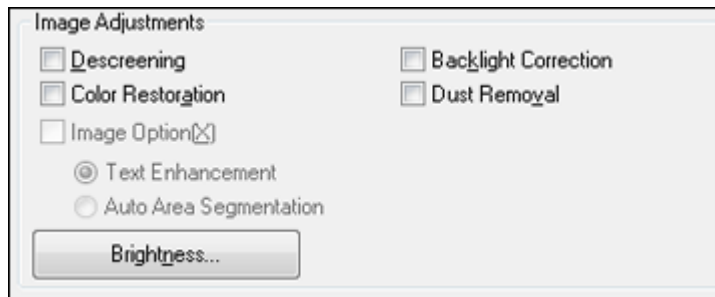 Image Adjustments
Descreening Backlight Correction
Color Restoration Dust Removal
Image Option(X)
Text Enhancement
Auto Area Segmentation
Brightness...